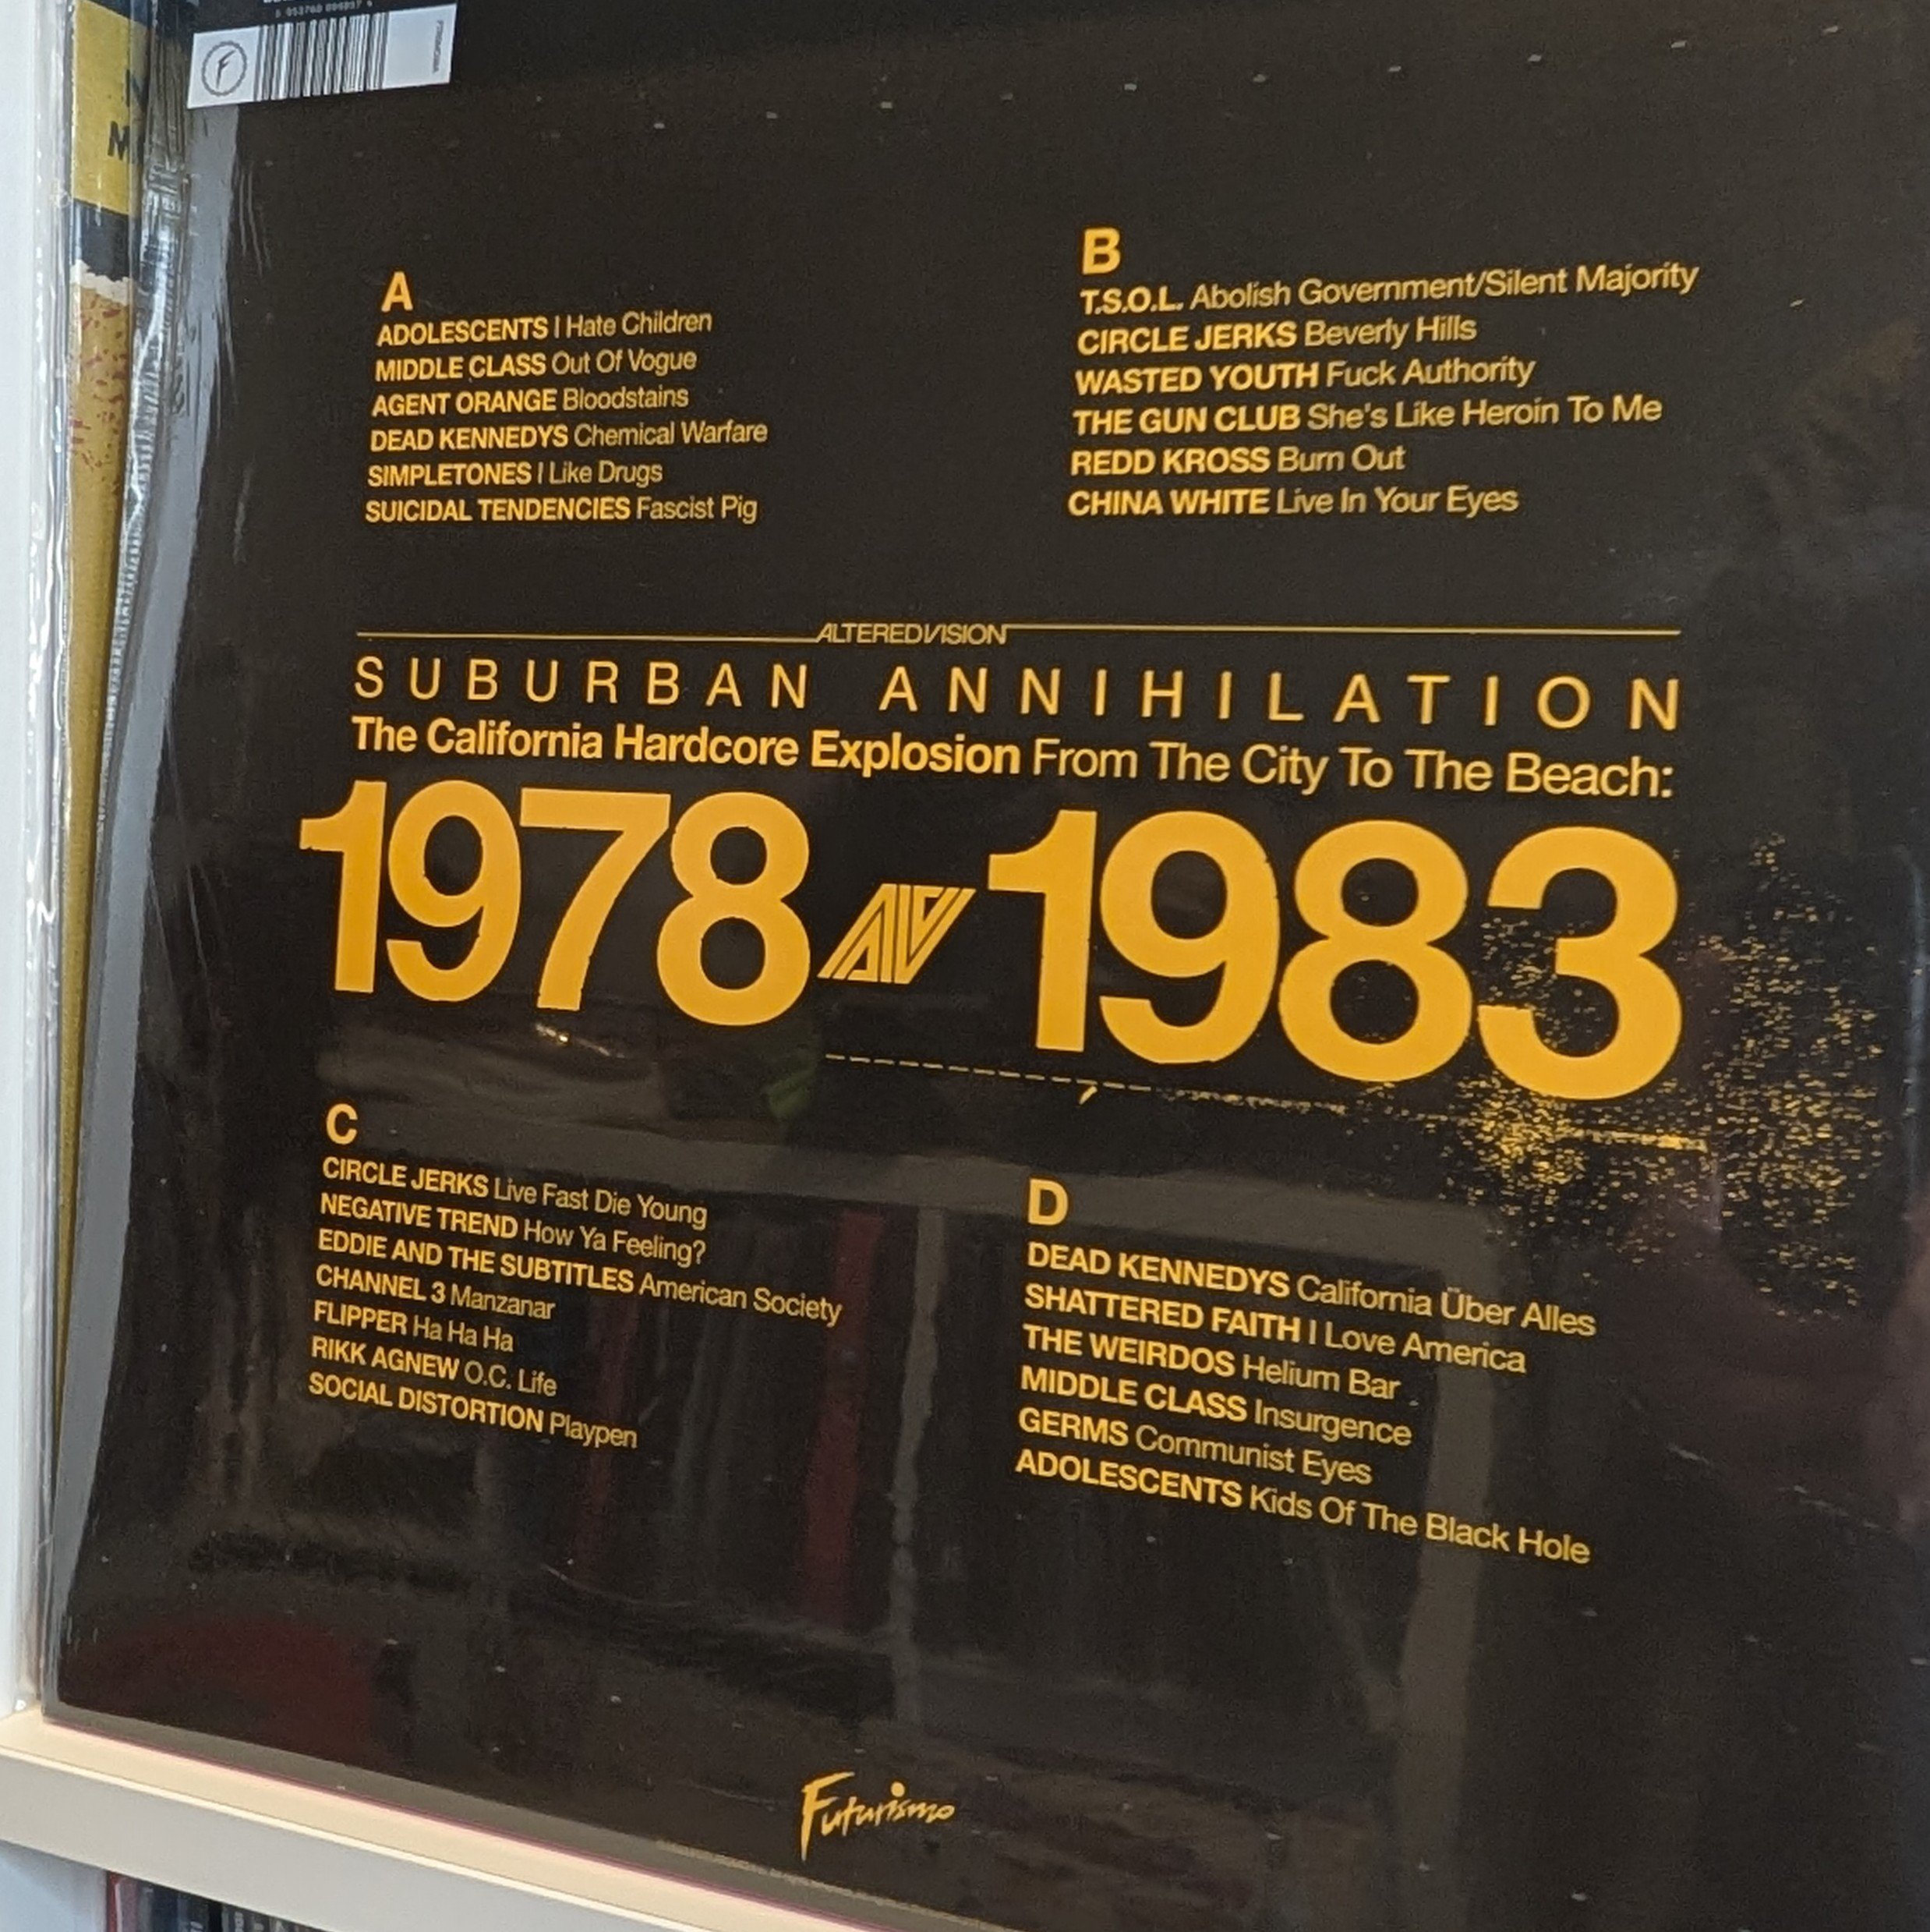 F
A
ADOLESCENTS I Hate Children
MIDDLE CLASS Out Of Vogue
AGENT ORANGE Bloodstains
DEAD KENNEDYS Chemical Warfare
SIMPLETONES I Like Drugs
SUICIDAL TENDENCIES Fascist Pig
B
T.S.O.L. Abolish Government/Silent Majority
CIRCLE JERKS Beverly Hills
WASTED YOUTH Fuck Authority
THE GUN CLUB She's Like Heroin To Me
REDD KROSS Burn Out
CHINA WHITE Live In Your Eyes
ALTEREDVISION
SUBURBAN ANNIHILATION
The California Hardcore Explosion From The City To The Beach:
1978 AV 1983
C
CIRCLE JERKS Live Fast Die Young
NEGATIVE TREND How Ya Feeling?
EDDIE AND THE SUBTITLES American Society
CHANNEL 3 Manzanar
FLIPPER Ha Ha Ha
RIKK AGNEW O.C. Life
SOCIAL DISTORTION Playpen
D
DEAD KENNEDYS California Über Alles
SHATTERED FAITH I Love America
THE WEIRDOS Helium Bar
MIDDLE CLASS Insurgence
GERMS Communist Eyes
ADOLESCENTS Kids Of The Black Hole
Futurismo